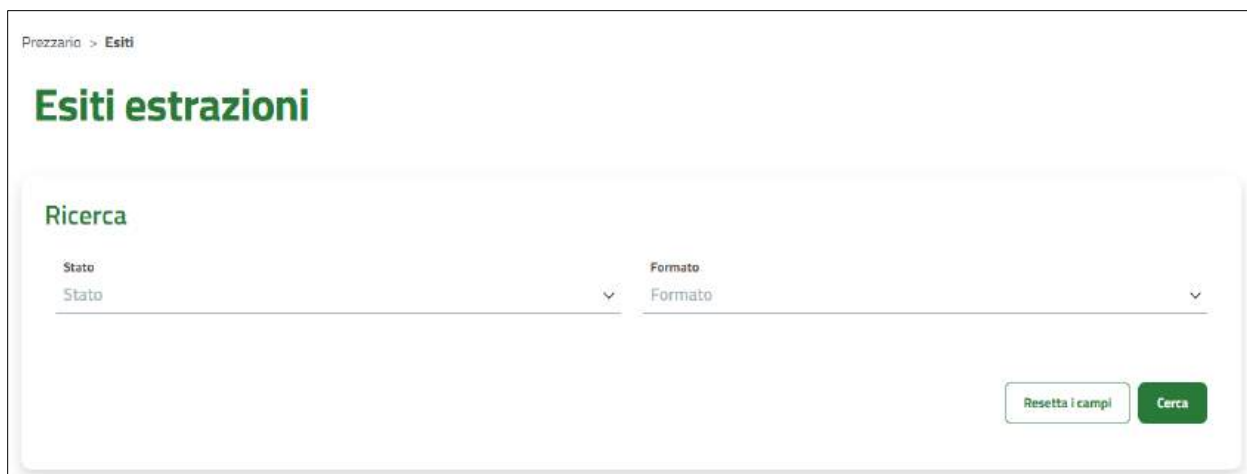 Prezzario > Esiti
Esiti estrazioni
Ricerca
Stato
Stato
Formato
Formato
Resetta i campi
Cerca